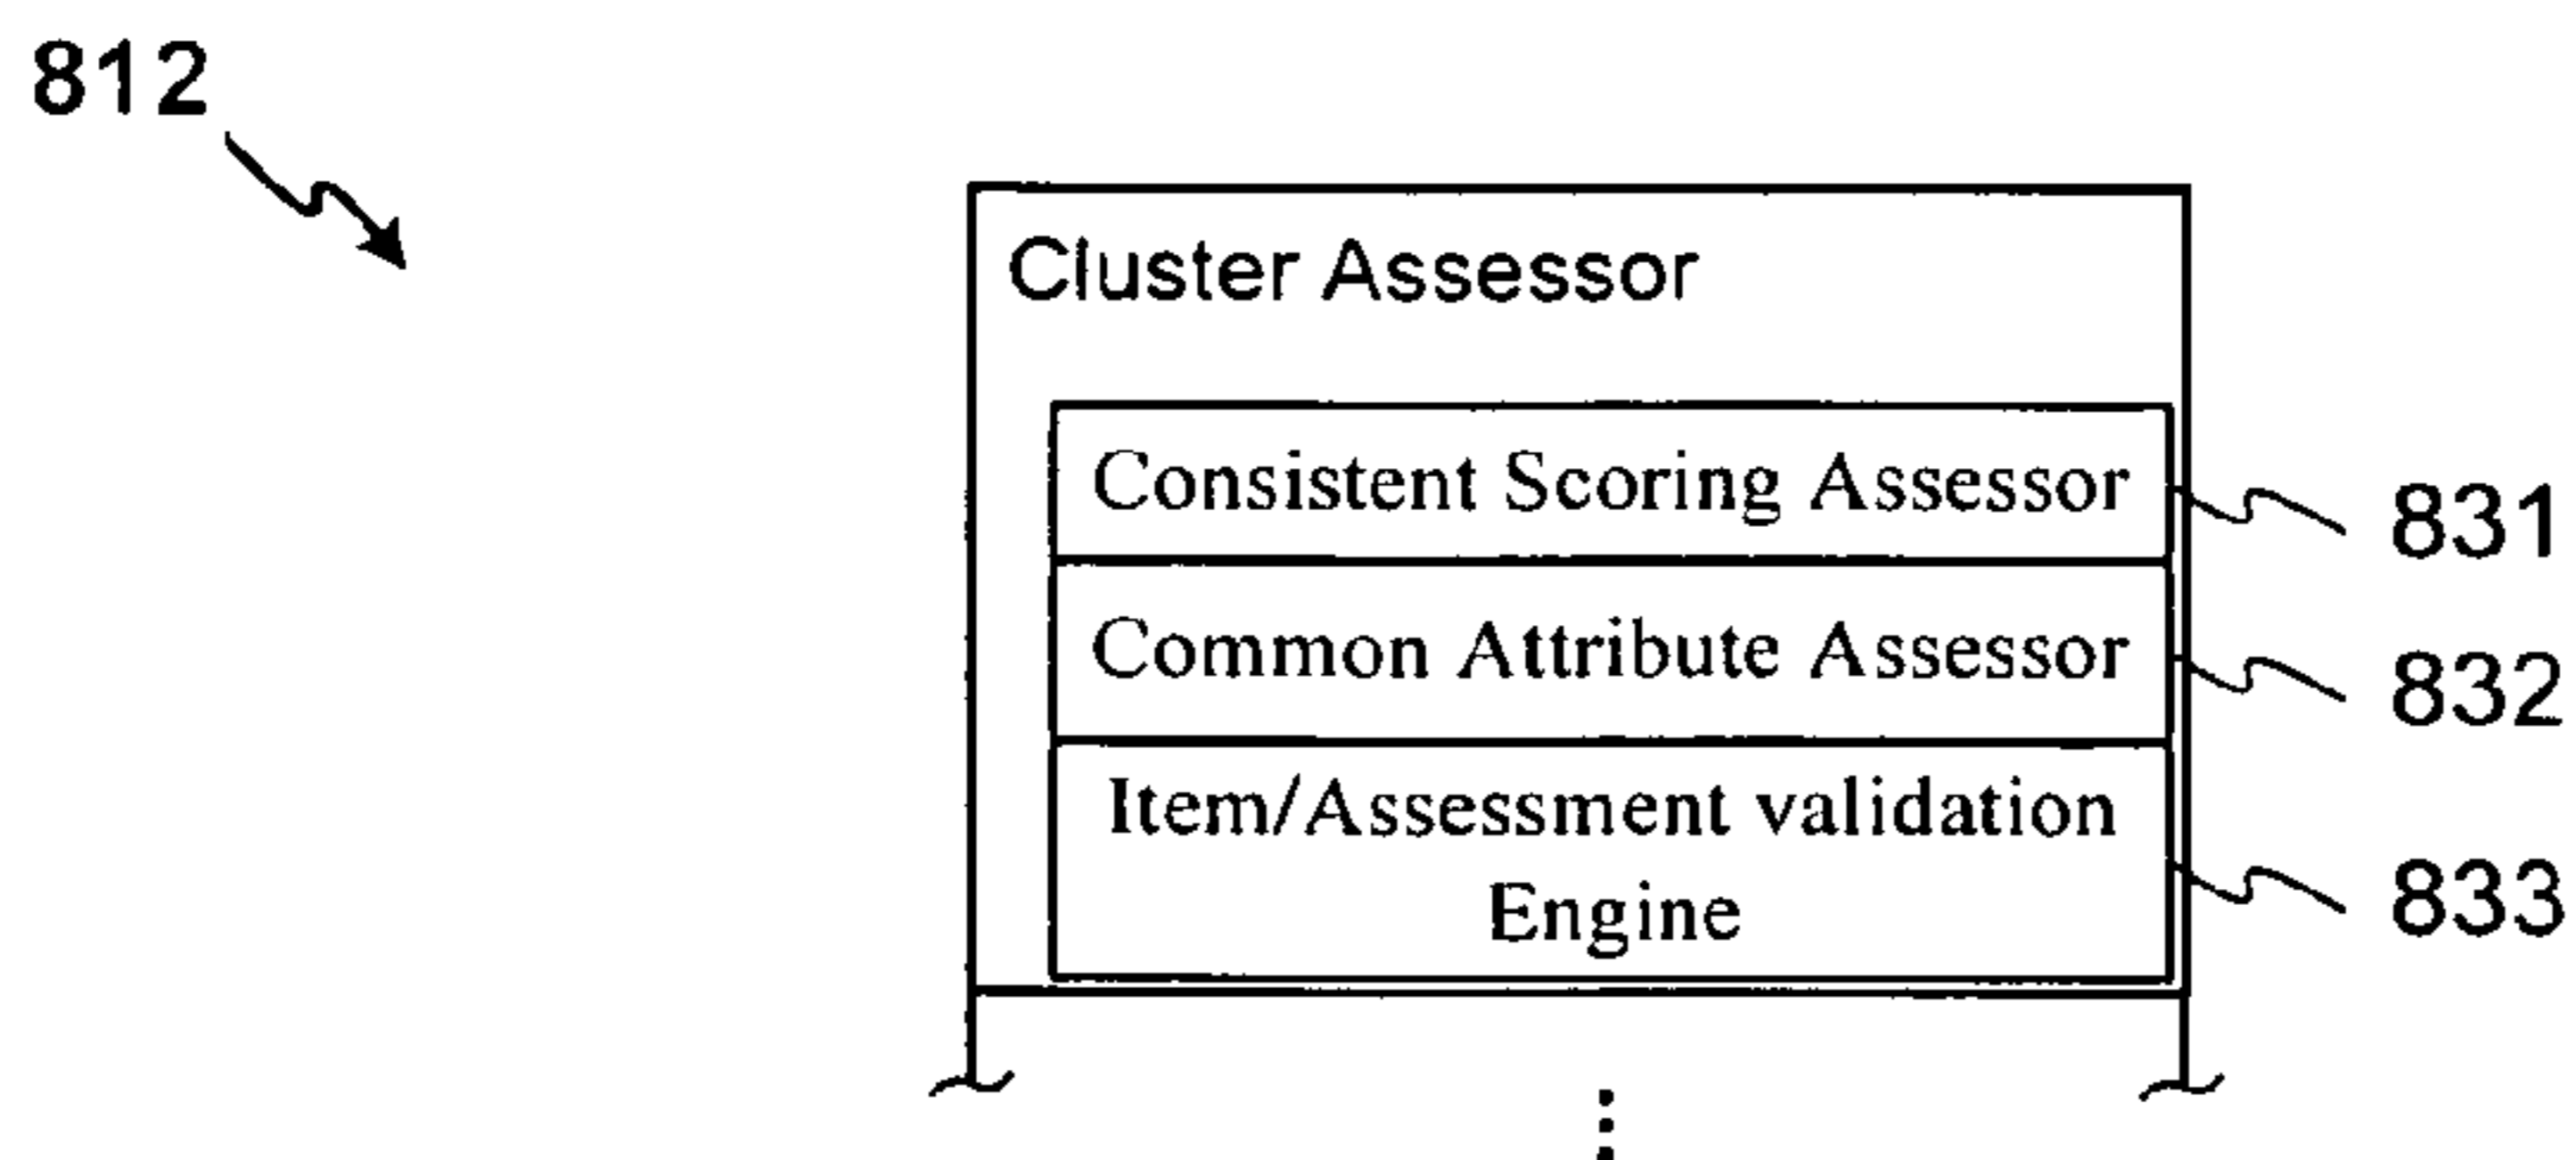 812
Cluster Assessor
Consistent Scoring Assessor
831
Common Attribute Assessor
832
Item/Assessment validation
Engine
833